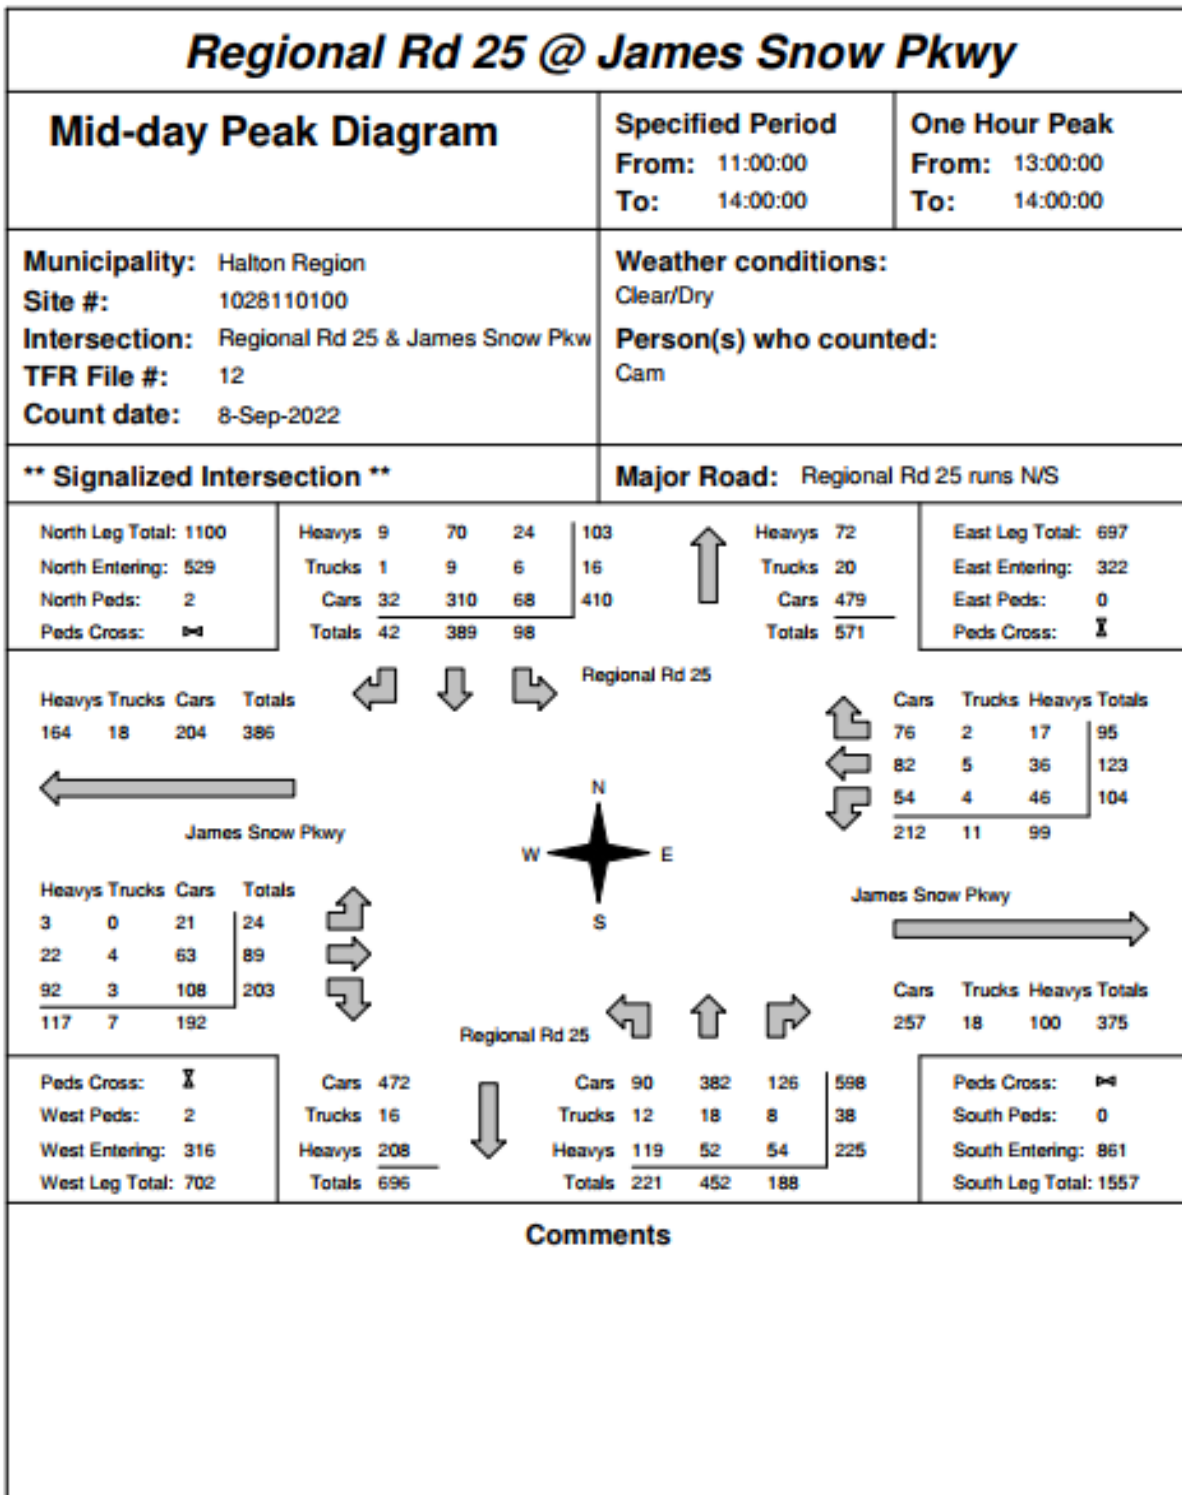 Regional Rd 25 @ James Snow Pkwy
Mid-day Peak Diagram
Specified Period
From: 11:00:00
To: 14:00:00
One Hour Peak
From: 13:00:00
To: 14:00:00
Municipality: Halton Region
Site #: 1028110100
Intersection: Regional Rd 25 & James Snow Pkw
TFR File #: 12
Count date: 8-Sep-2022
Weather conditions:
Clear/Dry
Person(s) who counted:
Cam
** Signalized Intersection **
Major Road: Regional Rd 25 runs N/S
North Leg Total: 1100
North Entering: 529
North Peds: 2
Peds Cross:
Heavys 9 70 24 103
Trucks 1 9 6 16
Cars 32 310 68 410
Totals 42 389 98
Heavys 72
Trucks 20
Cars 479
Totals 571
East Leg Total: 697
East Entering: 322
East Peds: 0
Peds Cross:
Regional Rd 25
Heavys Trucks Cars Totals
164 18 204 386
James Snow Pkwy
Cars Trucks Heavys Totals
76 2 17 95
82 5 36 123
54 4 46 104
212 11 99
N
W E
S
Heavys Trucks Cars Totals
3 0 21 24
22 4 63 89
92 3 108 203
117 7 192
James Snow Pkwy
Cars Trucks Heavys Totals
257 18 100 375
Regional Rd 25
Peds Cross:
West Peds: 2
West Entering: 316
West Leg Total: 702
Cars 472
Trucks 16
Heavys 208
Totals 696
Cars 90 382 126 598
Trucks 12 18 8 38
Heavys 119 52 54 225
Totals 221 452 188
Peds Cross:
South Peds: 0
South Entering: 861
South Leg Total: 1557
Comments